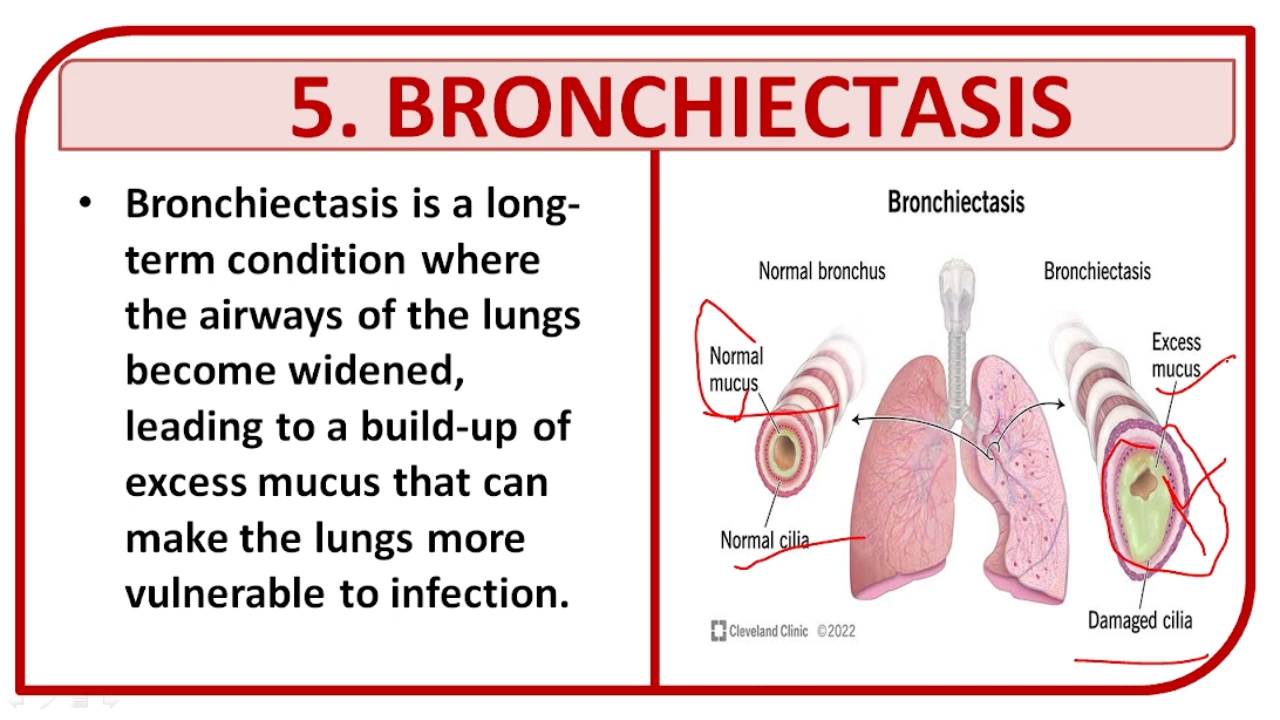 5. BRONCHIECTASIS
• Bronchiectasis is a long-
term condition where
the airways of the lungs
become widened,
leading to a build-up of
excess mucus that can
make the lungs more
vulnerable to infection.
Bronchiectasis
Normal bronchus
Bronchiectasis
Normal
mucus
Excess
mucus
Normal cilia
Damaged cilia
Cleveland Clinic ©2022